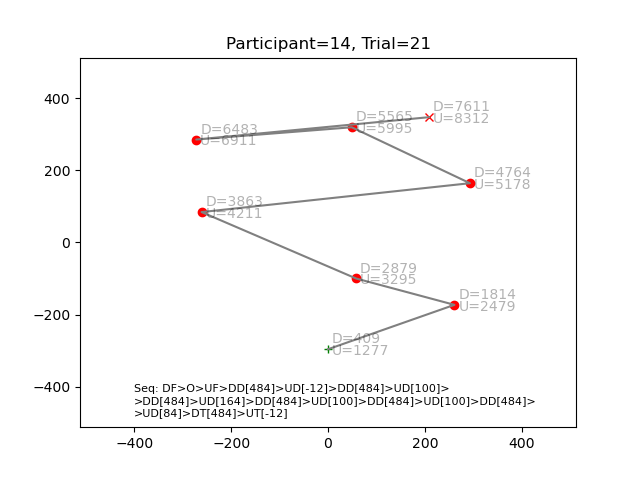 Participant=14, Trial=21
D=7611
U=8312
D=5565
U=5995
D=6483
U=6911
D=4764
U=5178
D=3863
U=4211
D=2879
U=3295
D=1814
U=2479
D=409
U=1277
Seq: DF>O>UF>DD[484]>UD[-12]>DD[484]>UD[100]>
>DD[484]>UD[164]>DD[484]>UD[100]>DD[484]>UD[100]>DD[484]>
>UD[84]>DT[484]>UT[-12]
400
200
0
−200
−400
−400
−200
0
200
400